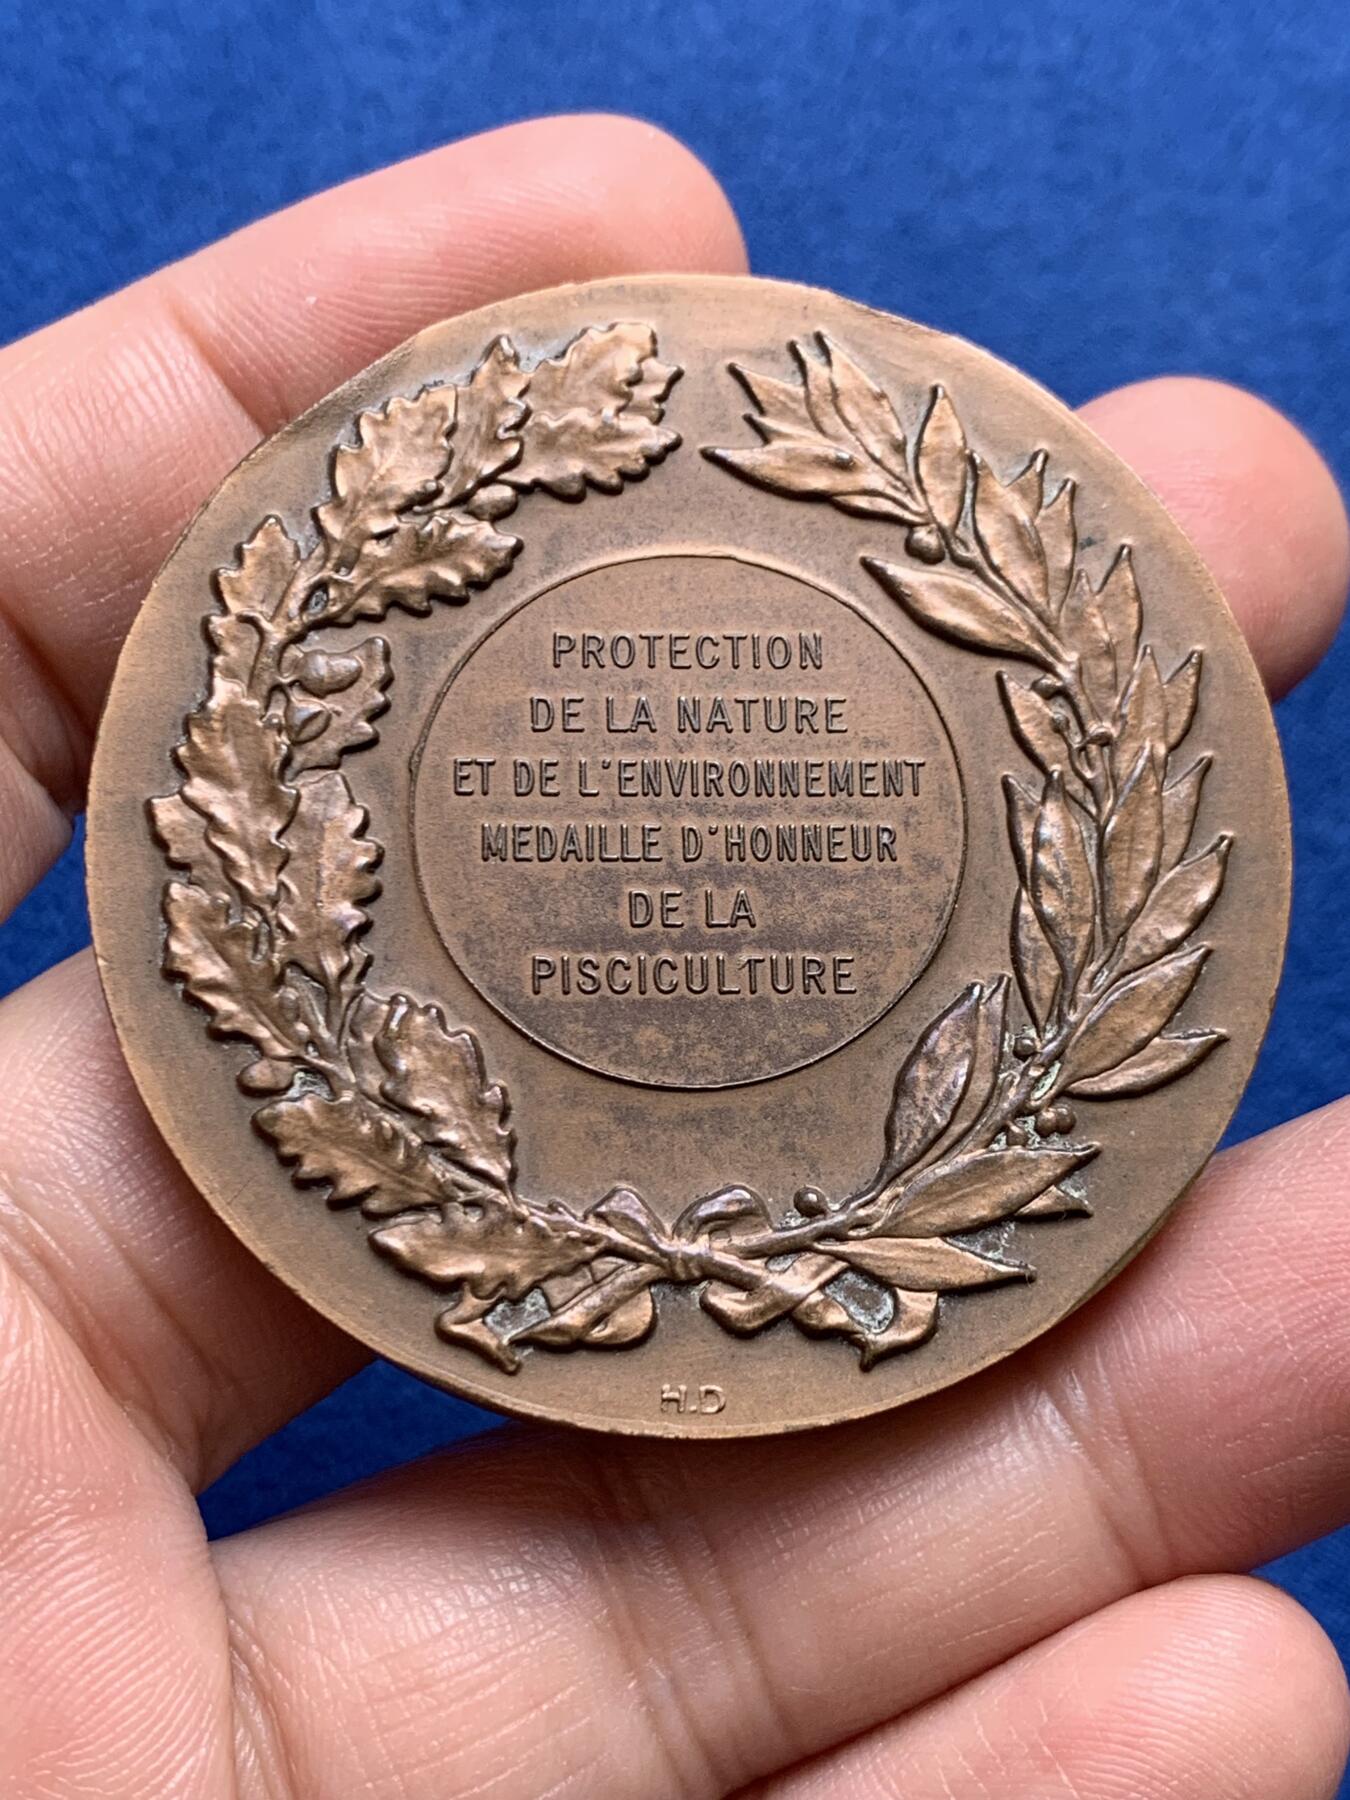 PROTECTION
DE LA NATURE
ET DE L'ENVIRONNEMENT
MEDAILLE D'HONNEUR
DE LA
PISCICULTURE
H.D